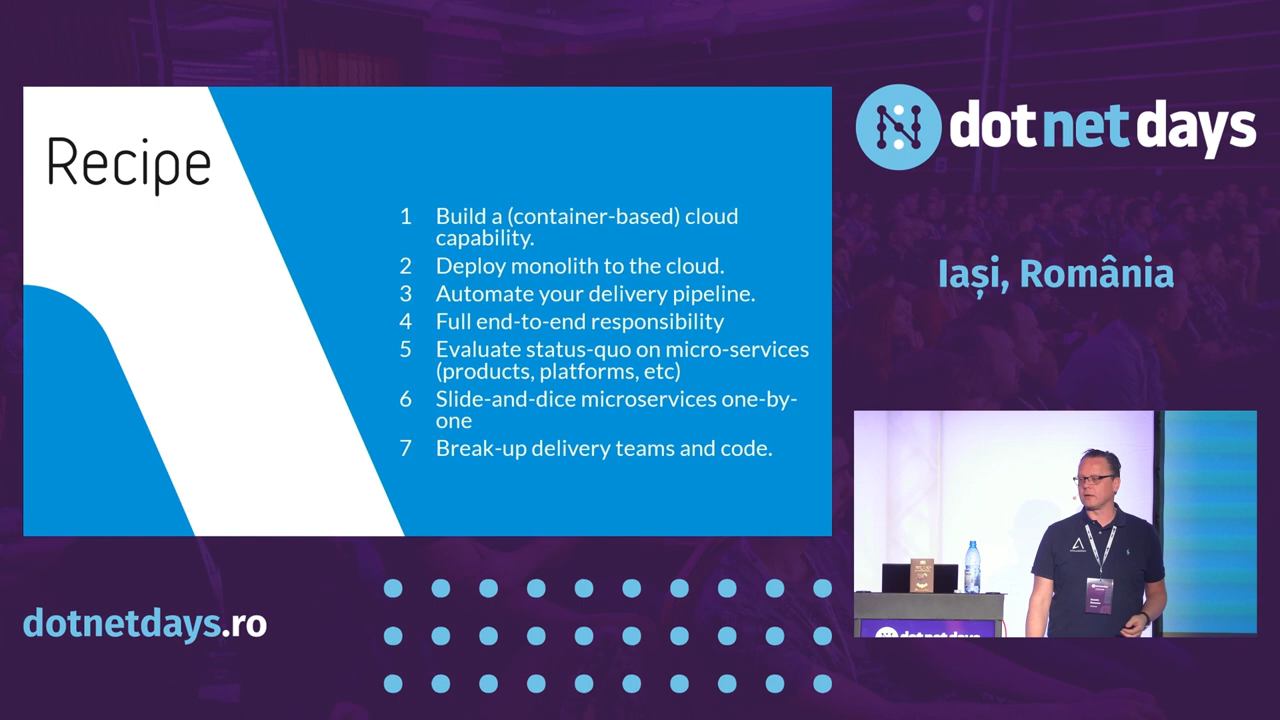 Recipe
1 Build a (container-based) cloud
capability.
2 Deploy monolith to the cloud.
3 Automate your delivery pipeline.
4 Full end-to-end responsibility
5 Evaluate status-quo on micro-services
(products, platforms, etc)
6 Slide-and-dice microservices one-by-
one
7 Break-up delivery teams and code.
dotnetdays
Iași, România
dotnetdays
dotnetdays.ro